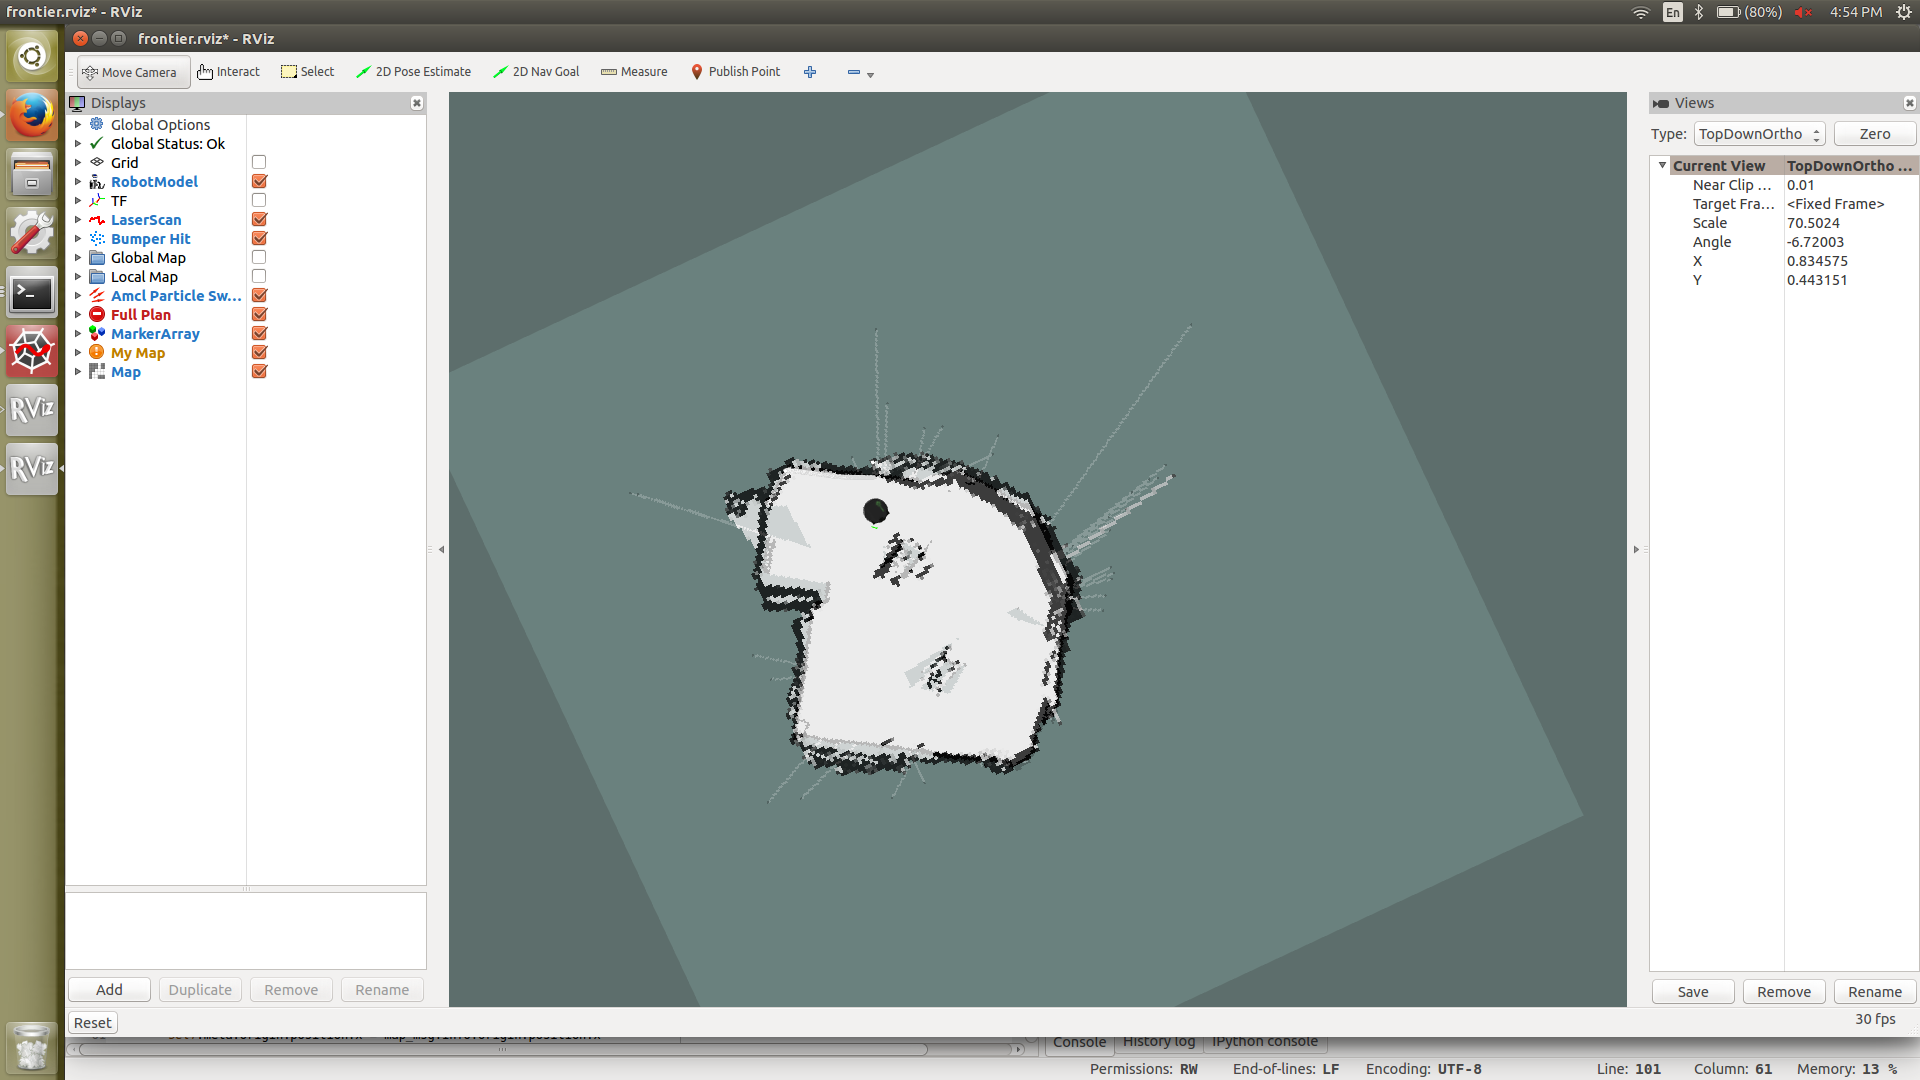 frontier.rviz* - RViz
En
(80%)
4:54 PM
frontier.rviz* - RViz
Move Camera
Interact
Select
2D Pose Estimate
2D Nav Goal
Measure
Publish Point
Displays
Global Options
Global Status: Ok
Grid
RobotModel
TF
LaserScan
Bumper Hit
Global Map
Local Map
Amcl Particle Sw...
Full Plan
MarkerArray
My Map
Map
Add
Duplicate
Remove
Rename
Reset
Views
Type:
TopDownOrtho
Zero
Current View
TopDownOrtho ...
Near Clip ...
0.01
Target Fra...
<Fixed Frame>
Scale
70.5024
Angle
-6.72003
X
0.834575
Y
0.443151
Save
Remove
Rename
30 fps
RViz
RViz
Console
History log
IPython console
Permissions: RW
End-of-lines: LF
Encoding: UTF-8
Line: 101
Column: 61
Memory: 13 %